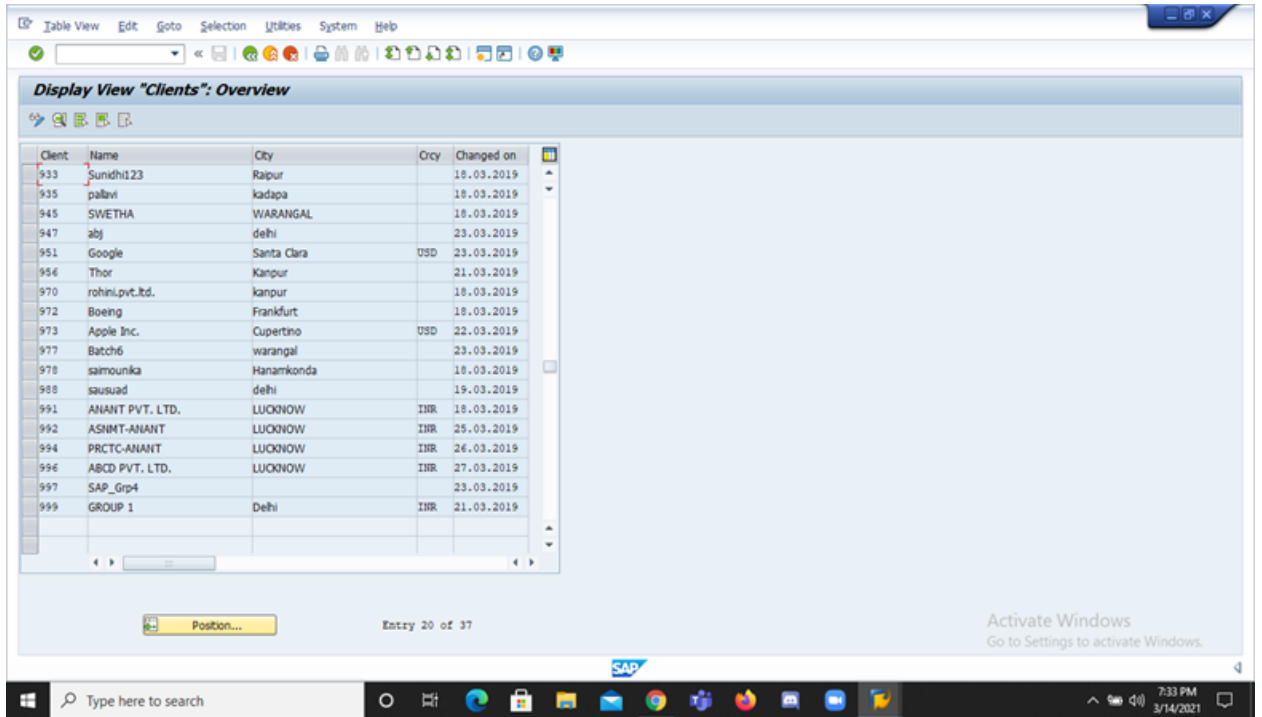 Table View Edit Goto Selection Utilities System Help
Display View "Clients": Overview
Client Name City Crcy Changed on
933 Sunidhi123 Raipur 18.03.2019
935 pallavi kadapa 18.03.2019
945 SWETHA WARANGAL 18.03.2019
947 abj delhi 23.03.2019
951 Google Santa Clara USD 23.03.2019
956 Thor Kanpur 21.03.2019
970 rohini.pvt.ltd. kanpur 18.03.2019
972 Boeing Frankfurt 18.03.2019
973 Apple Inc. Cupertino USD 22.03.2019
977 Batch6 warangal 23.03.2019
978 saimounika Hanamkonda 18.03.2019
988 sausuad delhi 19.03.2019
991 ANANT PVT. LTD. LUCKNOW INR 18.03.2019
992 ASNMT-ANANT LUCKNOW INR 25.03.2019
994 PRCTC-ANANT LUCKNOW INR 26.03.2019
996 ABCD PVT. LTD. LUCKNOW INR 27.03.2019
997 SAP_Grp4 23.03.2019
999 GROUP 1 Delhi INR 21.03.2019
Position... Entry 20 of 37
Activate Windows
Go to Settings to activate Windows.
SAP
Type here to search
7:33 PM
3/14/2021